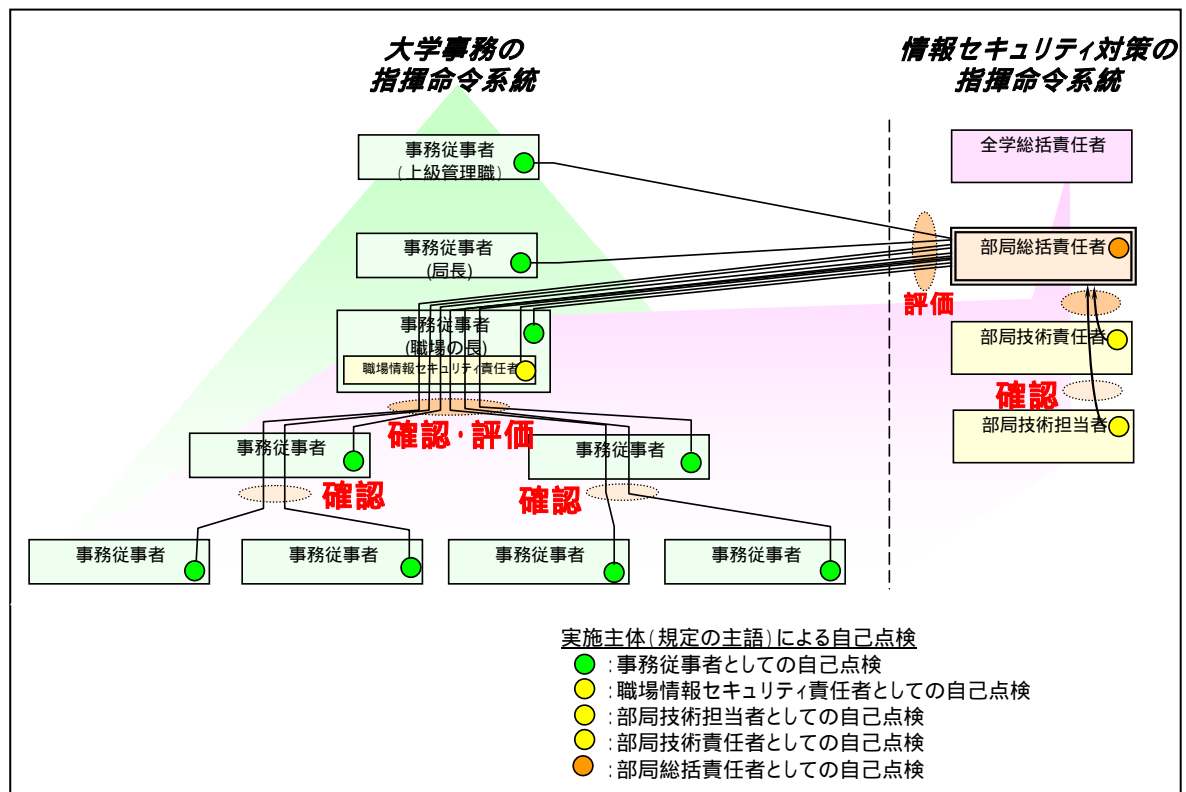 大学事務の
指揮命令系統
情報セキュリティ対策の
指揮命令系統
事務従事者
(上級管理職)
全学総括責任者
事務従事者
(局長)
部局総括責任者
評価
事務従事者
(職場の長)
職場情報セキュリティ責任者
部局技術責任者
確認
部局技術担当者
確認・評価
事務従事者
事務従事者
確認
確認
事務従事者
事務従事者
事務従事者
事務従事者
実施主体(規定の主語)による自己点検
:事務従事者としての自己点検
:職場情報セキュリティ責任者としての自己点検
:部局技術担当者としての自己点検
:部局技術責任者としての自己点検
:部局総括責任者としての自己点検